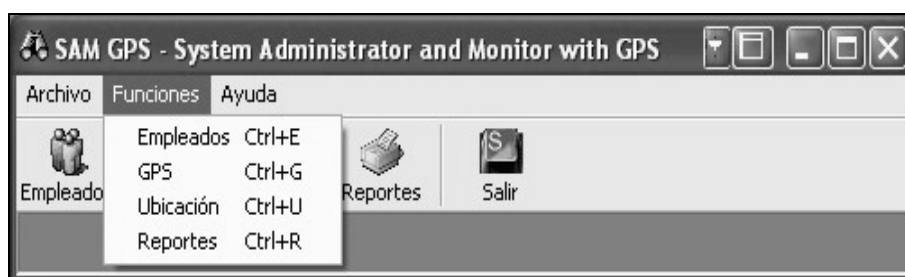 SAM GPS - System Administrator and Monitor with GPS
Archivo Funciones Ayuda
Empleados Ctrl+E
GPS Ctrl+G
Ubicación Ctrl+U
Reportes Ctrl+R
Empleado Reportes Salir